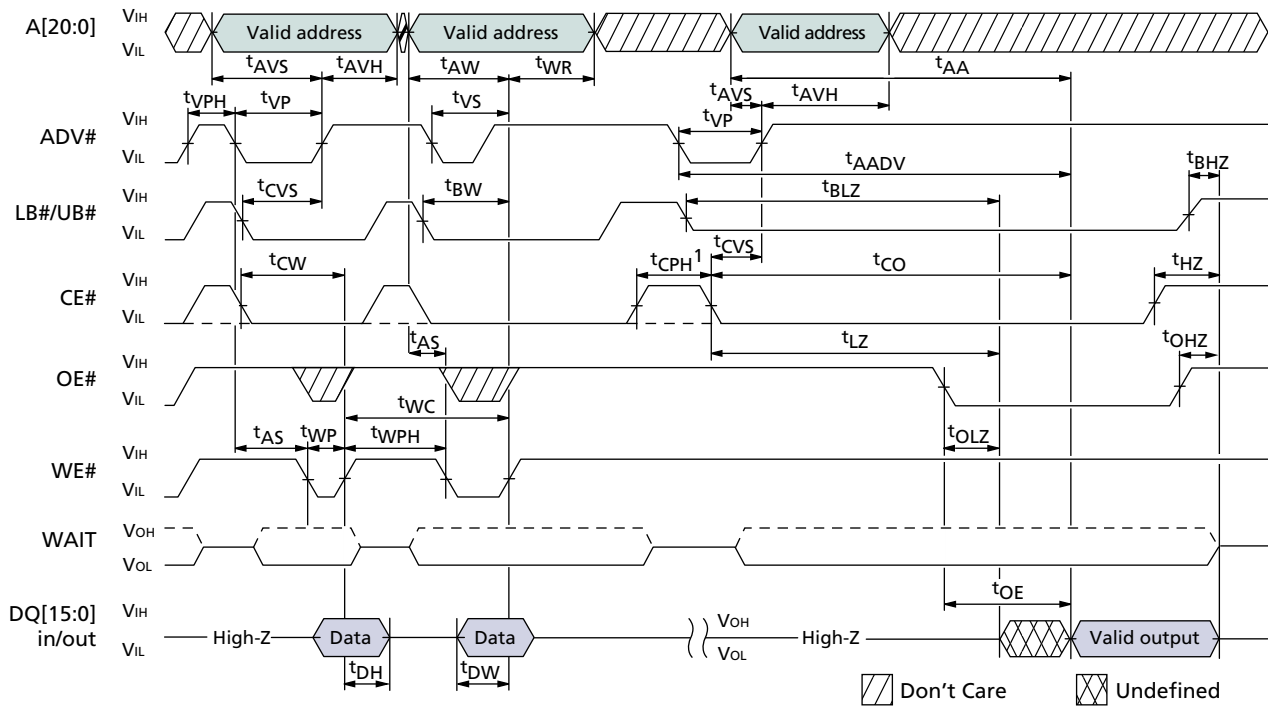 A[20:0]
VIH
VIL
Valid address
Valid address
Valid address
tAVS
tAVH
tAW
tWR
tAA
tVPH
tVP
tVS
tAVS
tAVH
tVP
ADV#
VIH
VIL
tAADV
tBHZ
tCVS
tBW
tBLZ
LB#/UB#
VIH
VIL
tCVS
tCW
tCPH1
tCO
tHZ
CE#
VIH
VIL
tAS
tLZ
tOHZ
OE#
VIH
VIL
tWC
tAS
tWP
tWPH
tOLZ
WE#
VIH
VIL
WAIT
VOH
VOL
tOE
DQ[15:0]
in/out
VIH
VIL
High-Z
Data
Data
VOH
VOL
High-Z
Valid output
tDH
tDW
Don't Care
Undefined